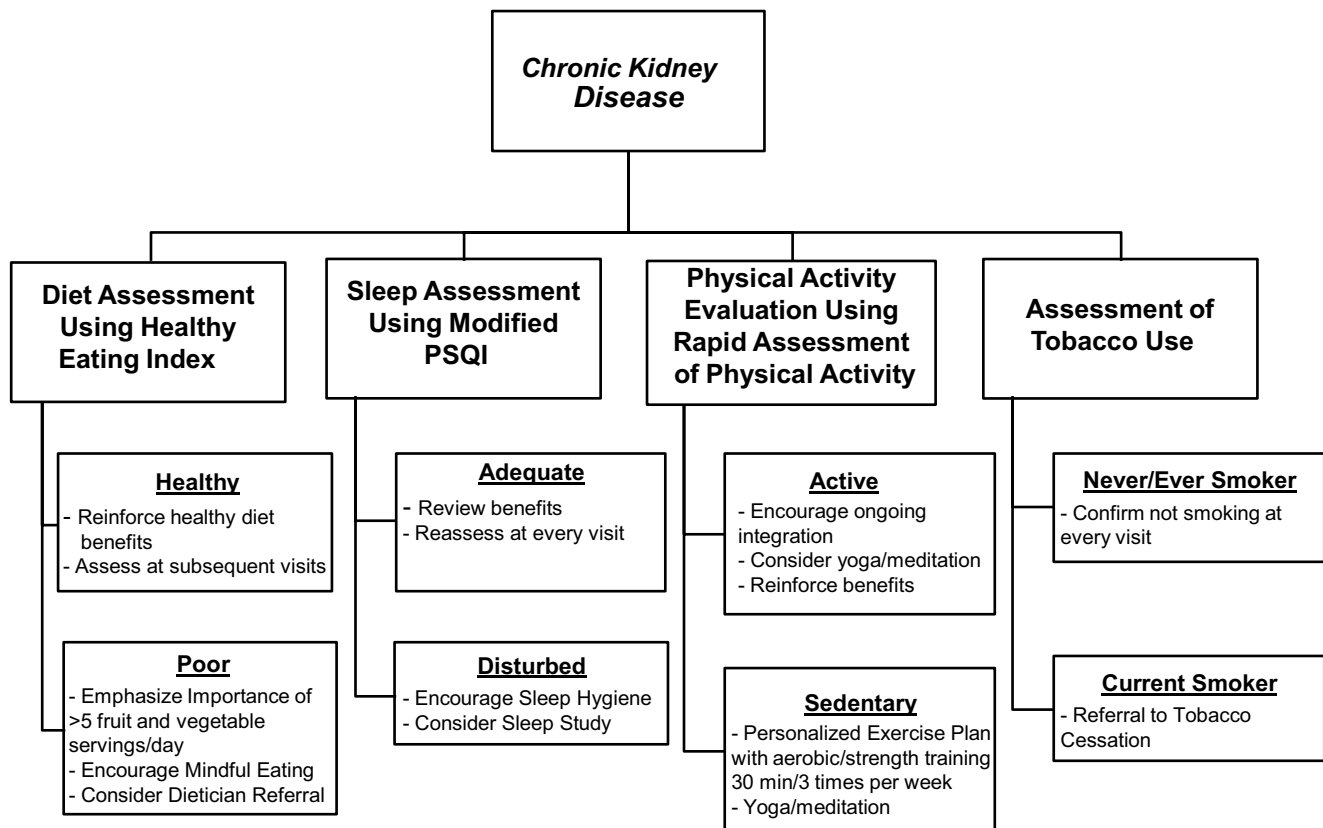 Chronic Kidney
Disease
Diet Assessment
Using Healthy
Eating Index
Sleep Assessment
Using Modified
PSQI
Physical Activity
Evaluation Using
Rapid Assessment
of Physical Activity
Assessment of
Tobacco Use
Healthy
- Reinforce healthy diet
benefits
- Assess at subsequent visits
Poor
- Emphasize Importance of
>5 fruit and vegetable
servings/day
- Encourage Mindful Eating
- Consider Dietician Referral
Adequate
- Review benefits
- Reassess at every visit
Disturbed
- Encourage Sleep Hygiene
- Consider Sleep Study
Active
- Encourage ongoing
integration
- Consider yoga/meditation
- Reinforce benefits
Sedentary
- Personalized Exercise Plan
with aerobic/strength training
30 min/3 times per week
- Yoga/meditation
Never/Ever Smoker
- Confirm not smoking at
every visit
Current Smoker
- Referral to Tobacco
Cessation